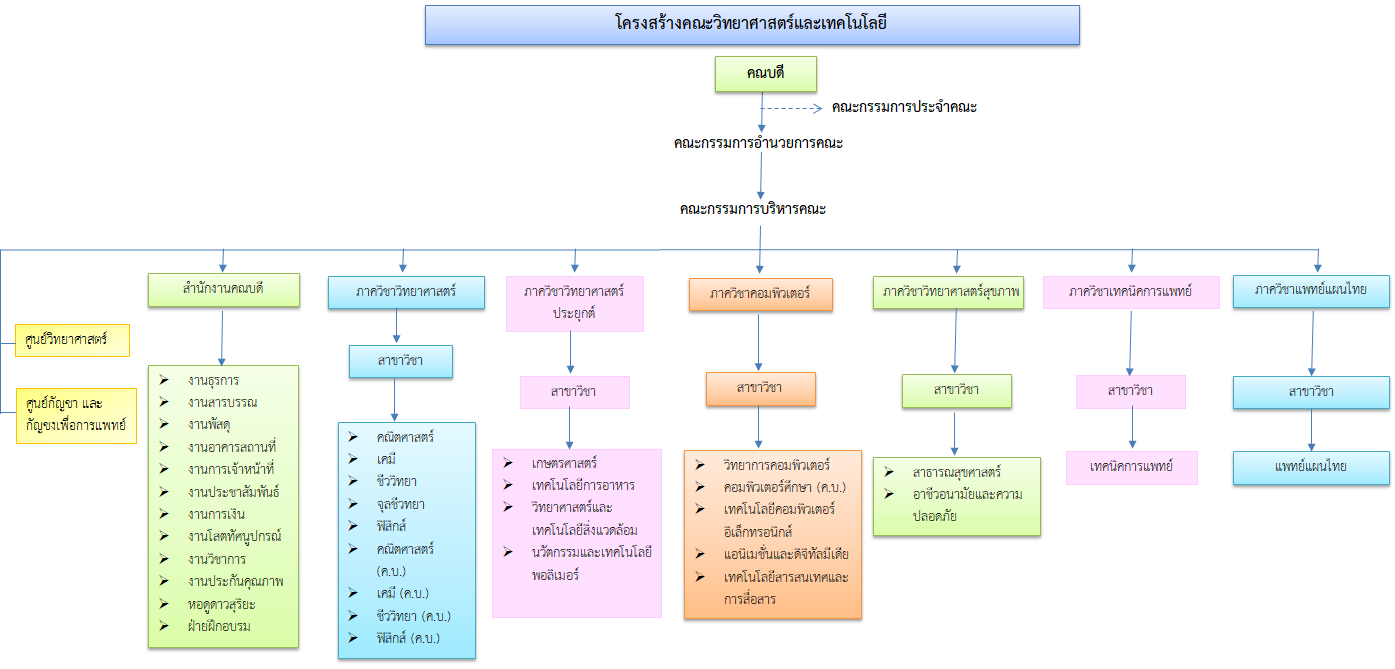 โครงสร้างคณะวิทยาศาสตร์และเทคโนโลยี
คณบดี
คณะกรรมการประจำคณะ
คณะกรรมการอำนวยการคณะ
คณะกรรมการบริหารคณะ
ศูนย์วิทยาศาสตร์
ศูนย์กัญชา และ
กัญชงเพื่อการแพทย์
สำนักงานคณบดี
งานธุรการ
งานสารบรรณ
งานพัสดุ
งานอาคารสถานที่
งานการเจ้าหน้าที่
งานประชาสัมพันธ์
งานการเงิน
งานโสตทัศนูปกรณ์
งานวิชาการ
งานประกันคุณภาพ
หอดูดาวสุริยะ
ฝ่ายฝึกอบรม
ภาควิชาวิทยาศาสตร์
สาขาวิชา
คณิตศาสตร์
เคมี
ชีววิทยา
จุลชีวทยา
ฟิสิกส์
คณิตศาสตร์
(ค.บ.)
เคมี (ค.บ.)
ชีววิทยา (ค.บ.)
ฟิสิกส์ (ค.บ.)
ภาควิชาวิทยาศาสตร์
ประยุกต์
สาขาวิชา
เกษตรศาสตร์
เทคโนโลยีการอาหาร
วิทยาศาสตร์และ
เทคโนโลยีสิ่งแวดล้อม
นวัตกรรมและเทคโนโลยี
พอลิเมอร์
ภาควิชาคอมพิวเตอร์
สาขาวิชา
วิทยาการคอมพิวเตอร์
คอมพิวเตอร์ศึกษา (ค.บ.)
เทคโนโลยีคอมพิวเตอร์
อิเล็กทรอนิกส์
แอนิเมชั่นและดิจิทัลมีเดีย
เทคโนโลยีสารสนเทศและ
การสื่อสาร
ภาควิชาวิทยาศาสตร์สุขภาพ
สาขาวิชา
สาธารณสุขศาสตร์
อาชีวอนามัยและความ
ปลอดภัย
ภาควิชาเทคนิคการแพทย์
สาขาวิชา
เทคนิคการแพทย์
ภาควิชาแพทย์แผนไทย
สาขาวิชา
แพทย์แผนไทย